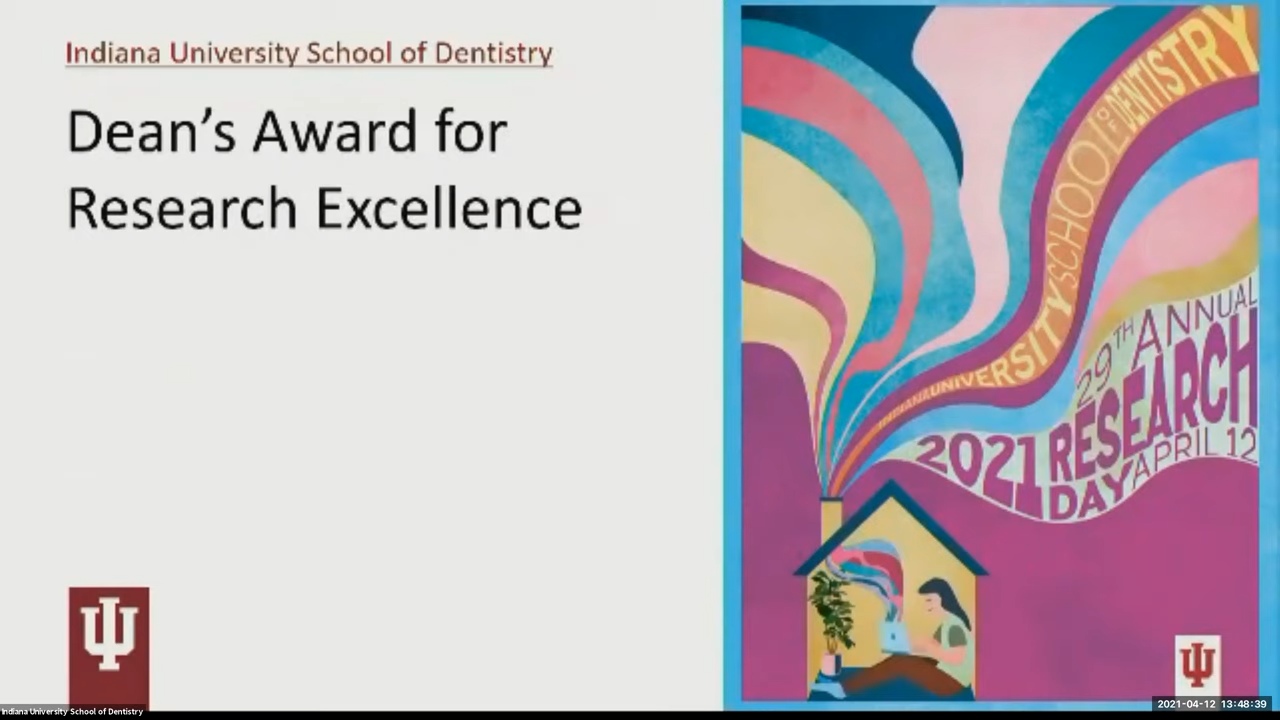 Indiana University School of Dentistry
Dean's Award for
Research Excellence
INDIANA UNIVERSITY SCHOOL OF DENTISTRY
29TH ANNUAL
2021 RESEARCH
DAY APRIL 12
Indiana University School of Dentistry
2021-04-12 13:48:39